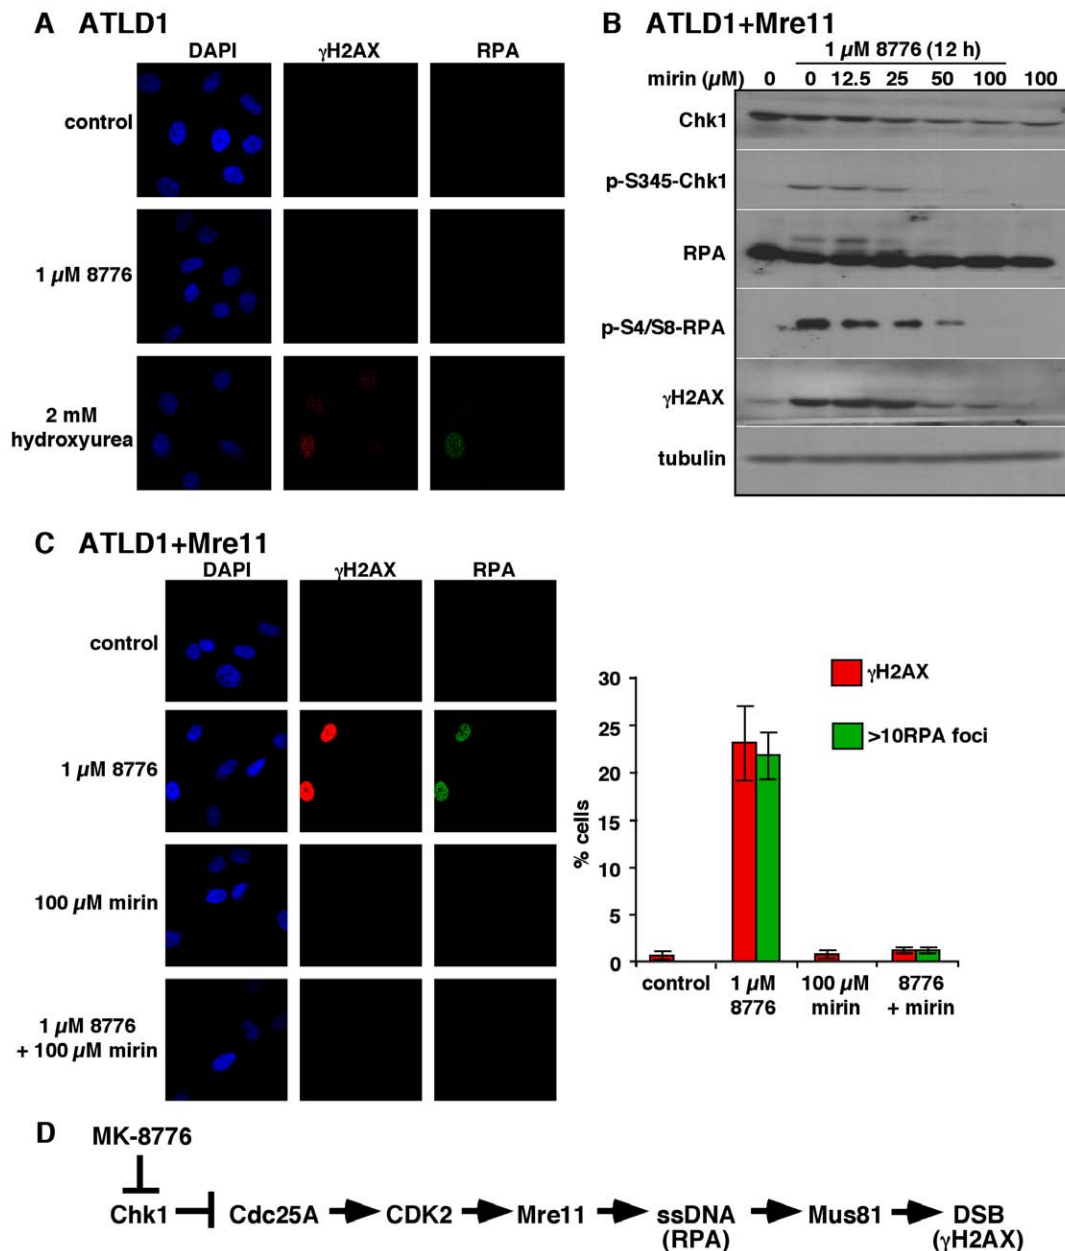 A ATLD1
DAPI γH2AX RPA
control
1 µM 8776
2 mM
hydroxyurea
B ATLD1+Mre11
1 µM 8776 (12 h)
mirin (µM) 0 0 12.5 25 50 100 100
Chk1
p-S345-Chk1
RPA
p-S4/S8-RPA
γH2AX
tubulin
C ATLD1+Mre11
DAPI γH2AX RPA
control
1 µM 8776
100 µM mirin
1 µM 8776
+ 100 µM mirin
γH2AX
>10RPA foci
% cells
30
25
20
15
10
5
0
control 1 µM 100 µM 8776
8776 mirin + mirin
D
MK-8776
Chk1 Cdc25A CDK2 Mre11 ssDNA Mus81 DSB
(RPA) (γH2AX)